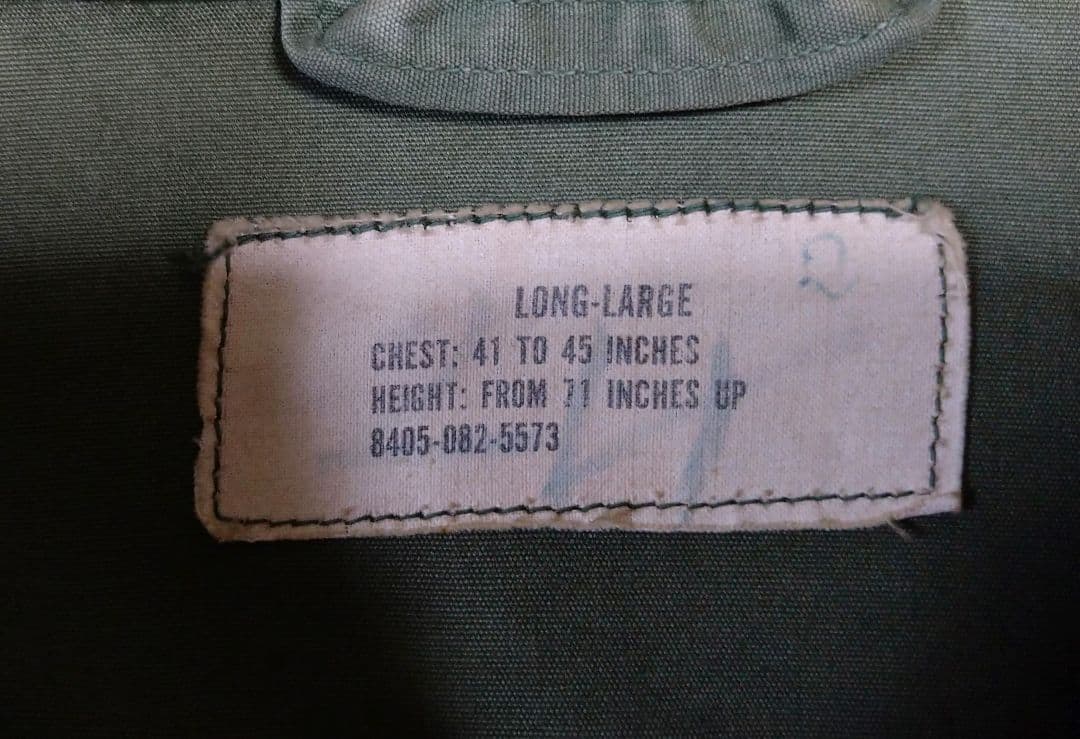 LONG-LARGE
CHEST: 41 TO 45 INCHES
HEIGHT: FROM 71 INCHES UP
8405-082-5573